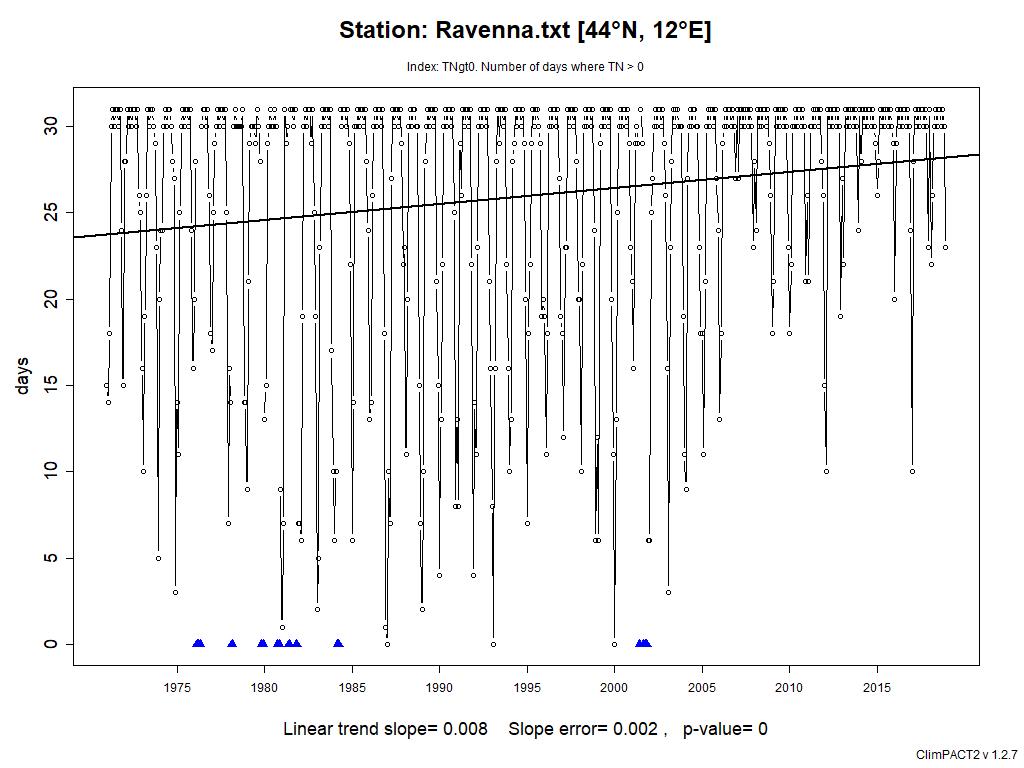 Station: Ravenna.txt [44°N, 12°E]
Index: TNgt0. Number of days where TN > 0
days
30
25
20
15
10
5
0
1975 1980 1985 1990 1995 2000 2005 2010 2015
Linear trend slope= 0.008 Slope error= 0.002 , p-value= 0
ClimPACT2 v 1.2.7